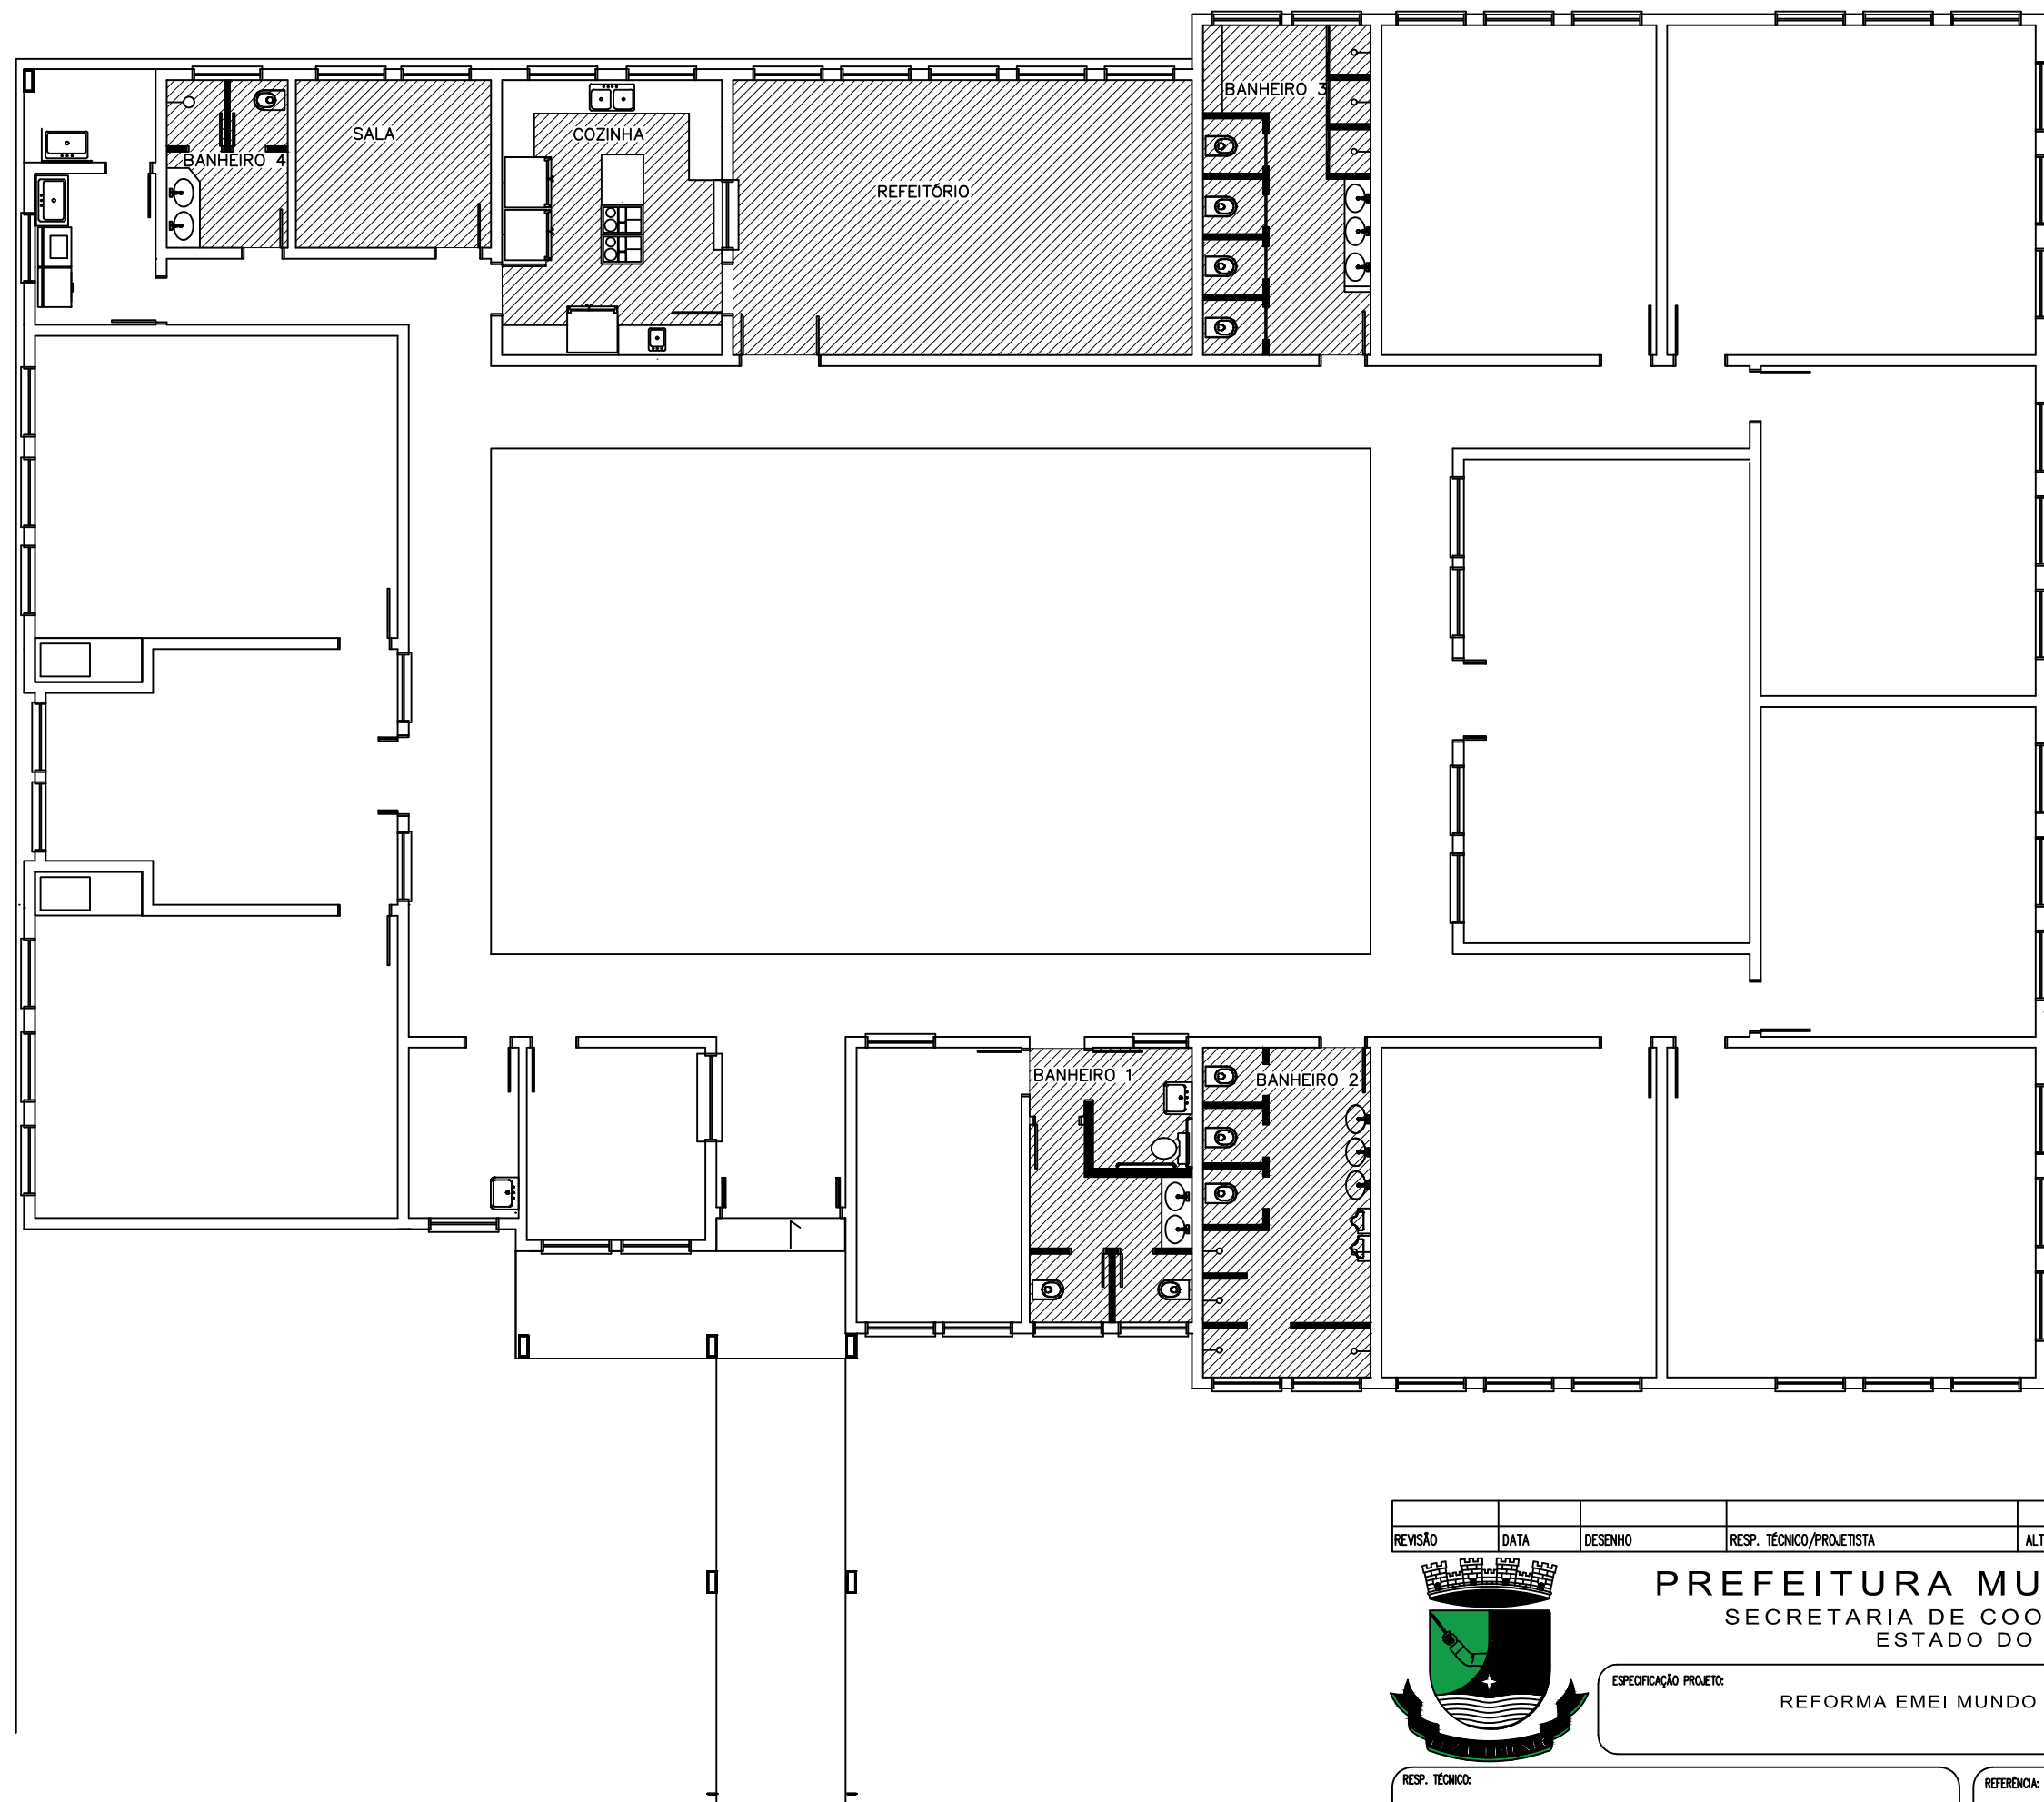 BANHEIRO 3
SALA
COZINHA
BANHEIRO 4
REFEITÓRIO
BANHEIRO 1
BANHEIRO 2
REVISÃO DATA DESENHO RESP. TÉCNICO/PROJETISTA ALT
PREFEITURA MU
SECRETARIA DE COO
ESTADO DO
ESPECIFICAÇÃO PROJETO:
REFORMA EMEI MUNDO
RESP. TÉCNICO:
REFERÊNCIA: